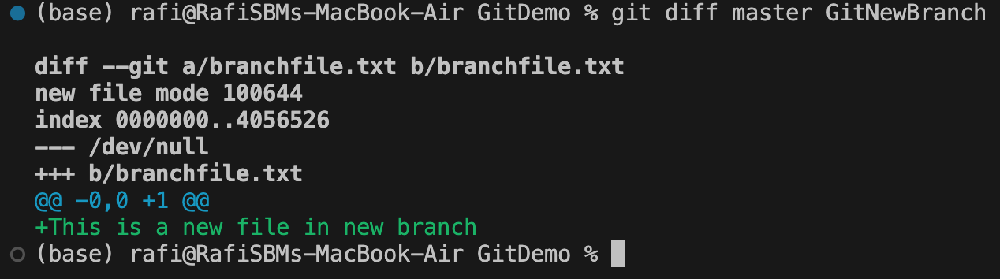 (base) rafi@RafiSBMs-MacBook-Air GitDemo % git diff master GitNewBranch
diff --git a/branchfile.txt b/branchfile.txt
new file mode 100644
index 0000000..4056526
--- /dev/null
+++ b/branchfile.txt
@@ -0,0 +1 @@
+This is a new file in new branch
(base) rafi@RafiSBMs-MacBook-Air GitDemo %